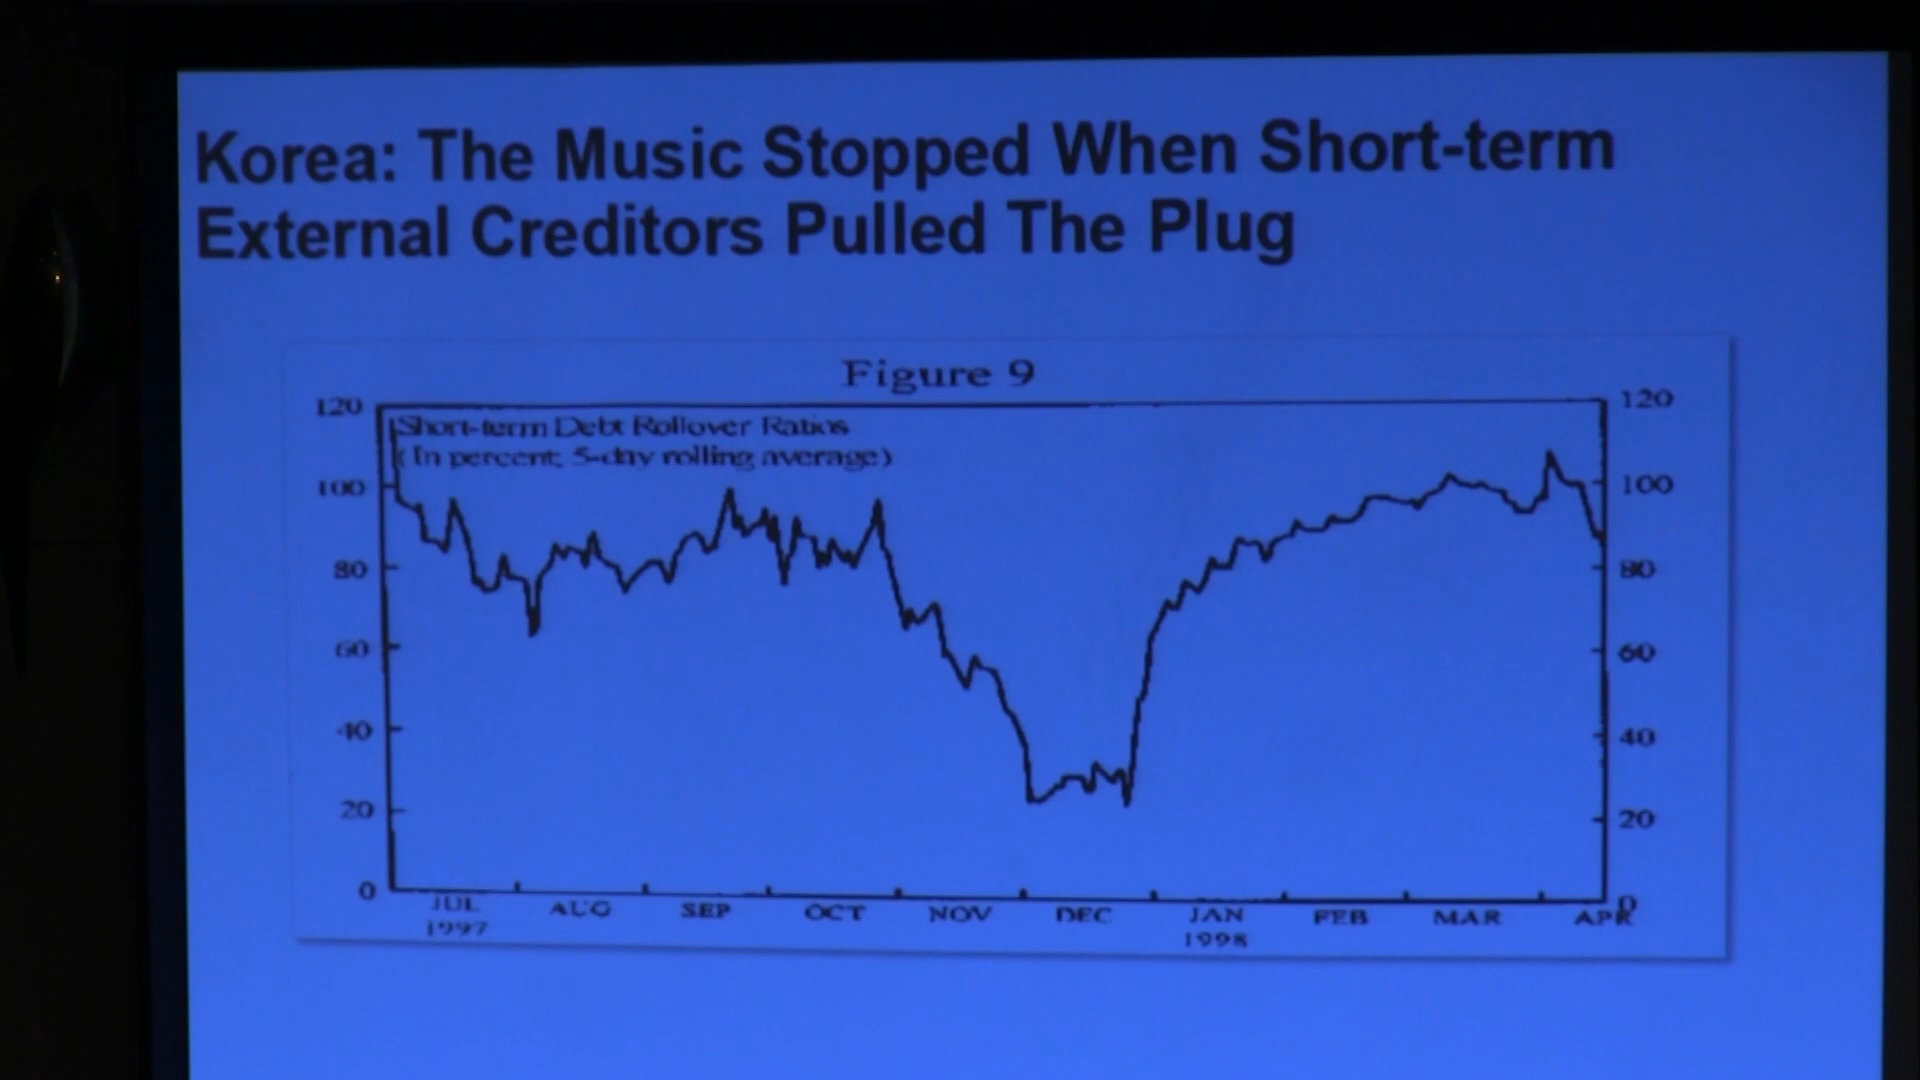 Korea: The Music Stopped When Short-term
External Creditors Pulled The Plug
Figure 9
Short-term Debt Rollover Ratios
(In percent; 5-day rolling average)
120
100
80
60
40
20
0
120
100
80
60
40
20
0
JUL AUG SEP OCT NOV DEC JAN FEB MAR APR
1997 1998